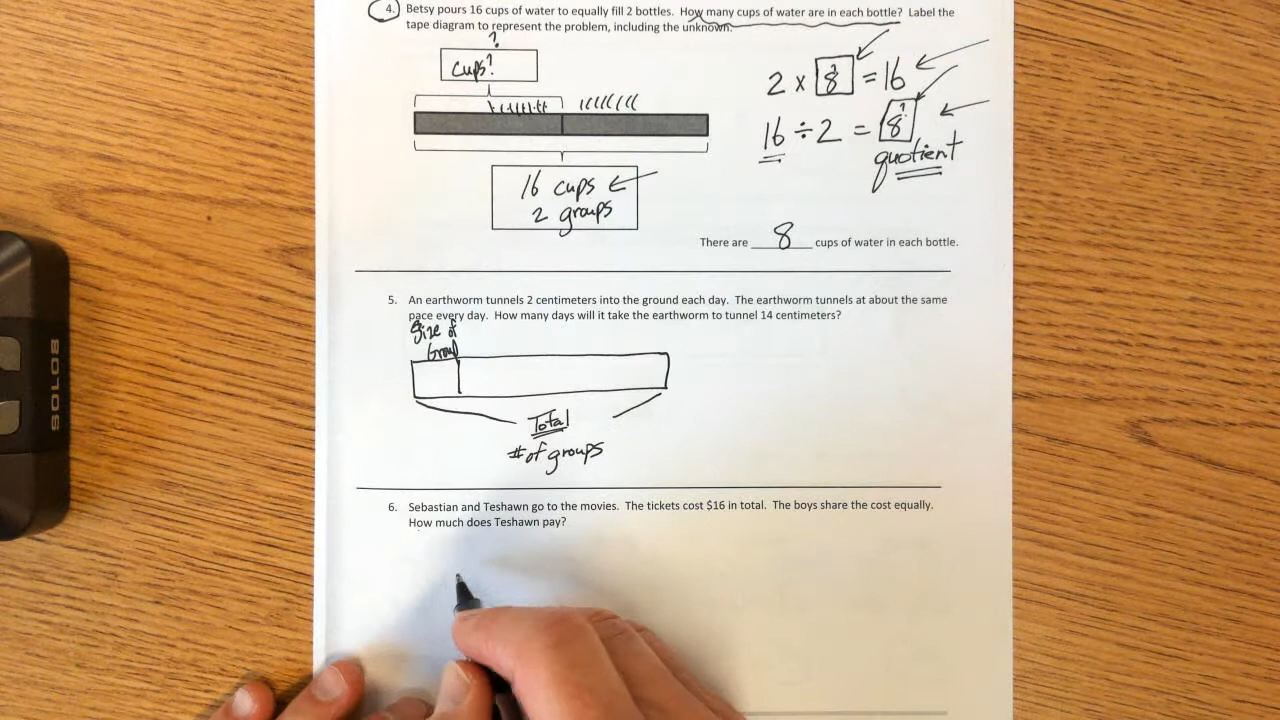 4. Betsy pours 16 cups of water to equally fill 2 bottles. How many cups of water are in each bottle? Label the
tape diagram to represent the problem, including the unknown.
?
cups?
2 x 8 = 16
16 ÷ 2 = 8
quotient
16 cups
2 groups
There are 8 cups of water in each bottle.
5. An earthworm tunnels 2 centimeters into the ground each day. The earthworm tunnels at about the same
pace every day. How many days will it take the earthworm to tunnel 14 centimeters?
Size of
Group
Total
# of groups
6. Sebastian and Teshawn go to the movies. The tickets cost $16 in total. The boys share the cost equally.
How much does Teshawn pay?
SOLO8